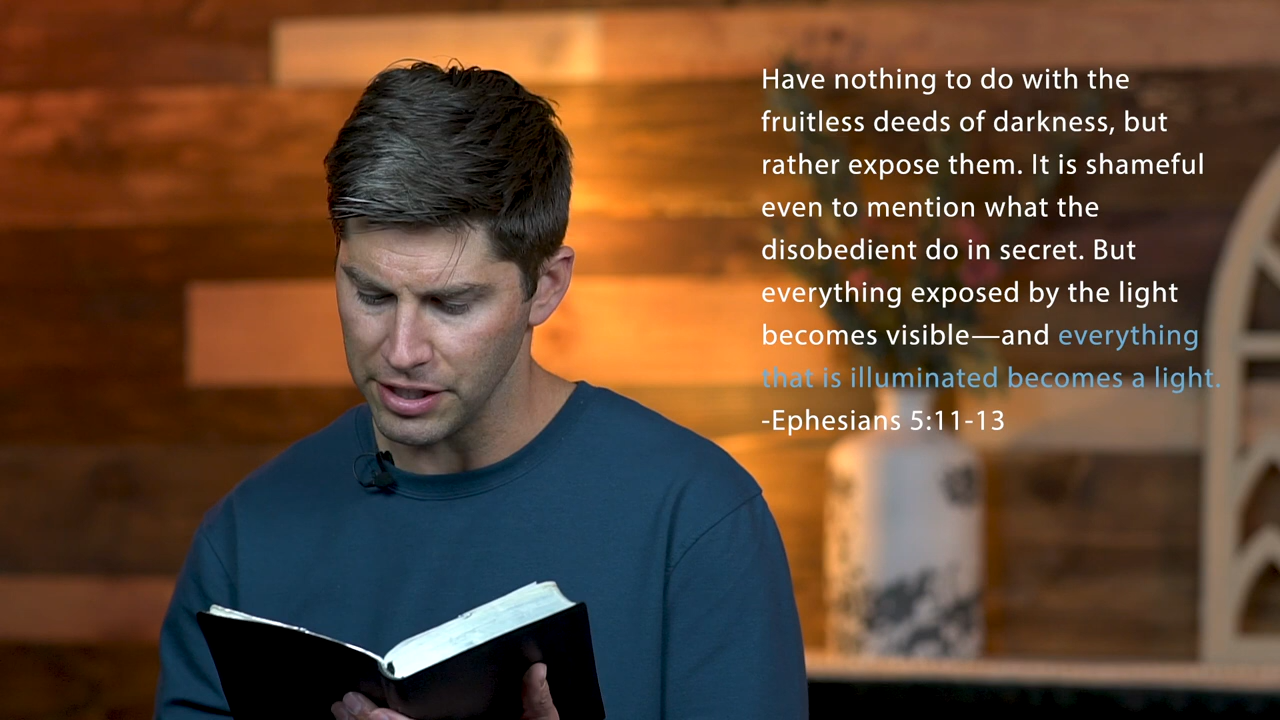 Have nothing to do with the
fruitless deeds of darkness, but
rather expose them. It is shameful
even to mention what the
disobedient do in secret. But
everything exposed by the light
becomes visible—and everything
that is illuminated becomes a light.
-Ephesians 5:11-13